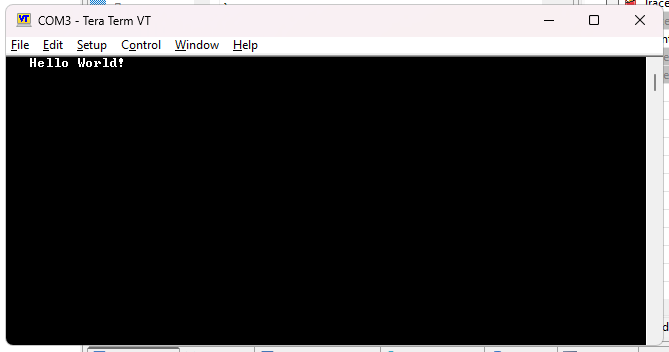 COM3 - Tera Term VT
File Edit Setup Control Window Help
Hello World!